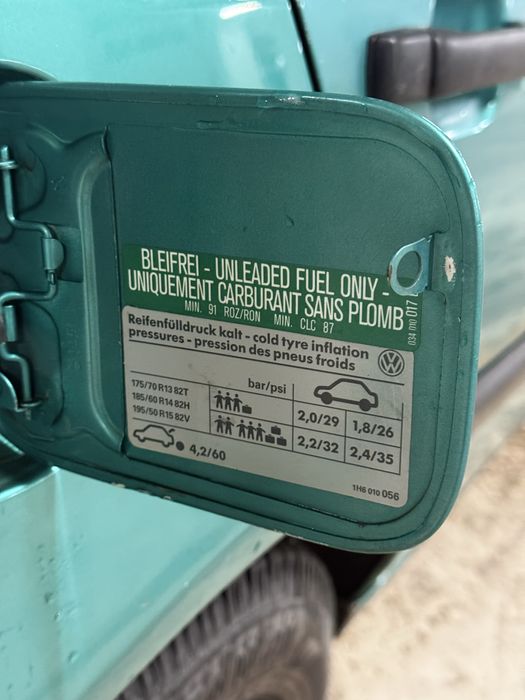 BLEIFREI - UNLEADED FUEL ONLY -
UNIQUEMENT CARBURANT SANS PLOMB
MIN. 91 ROZ/RON MIN. CLC 87
034 010 017
Reifenfülldruck kalt - cold tyre inflation
pressures - pression des pneus froids
bar/psi
175/70 R13 82T
185/60 R14 82H
195/50 R15 82V
2,0/29 1,8/26
2,2/32 2,4/35
4,2/60
1H6 010 056